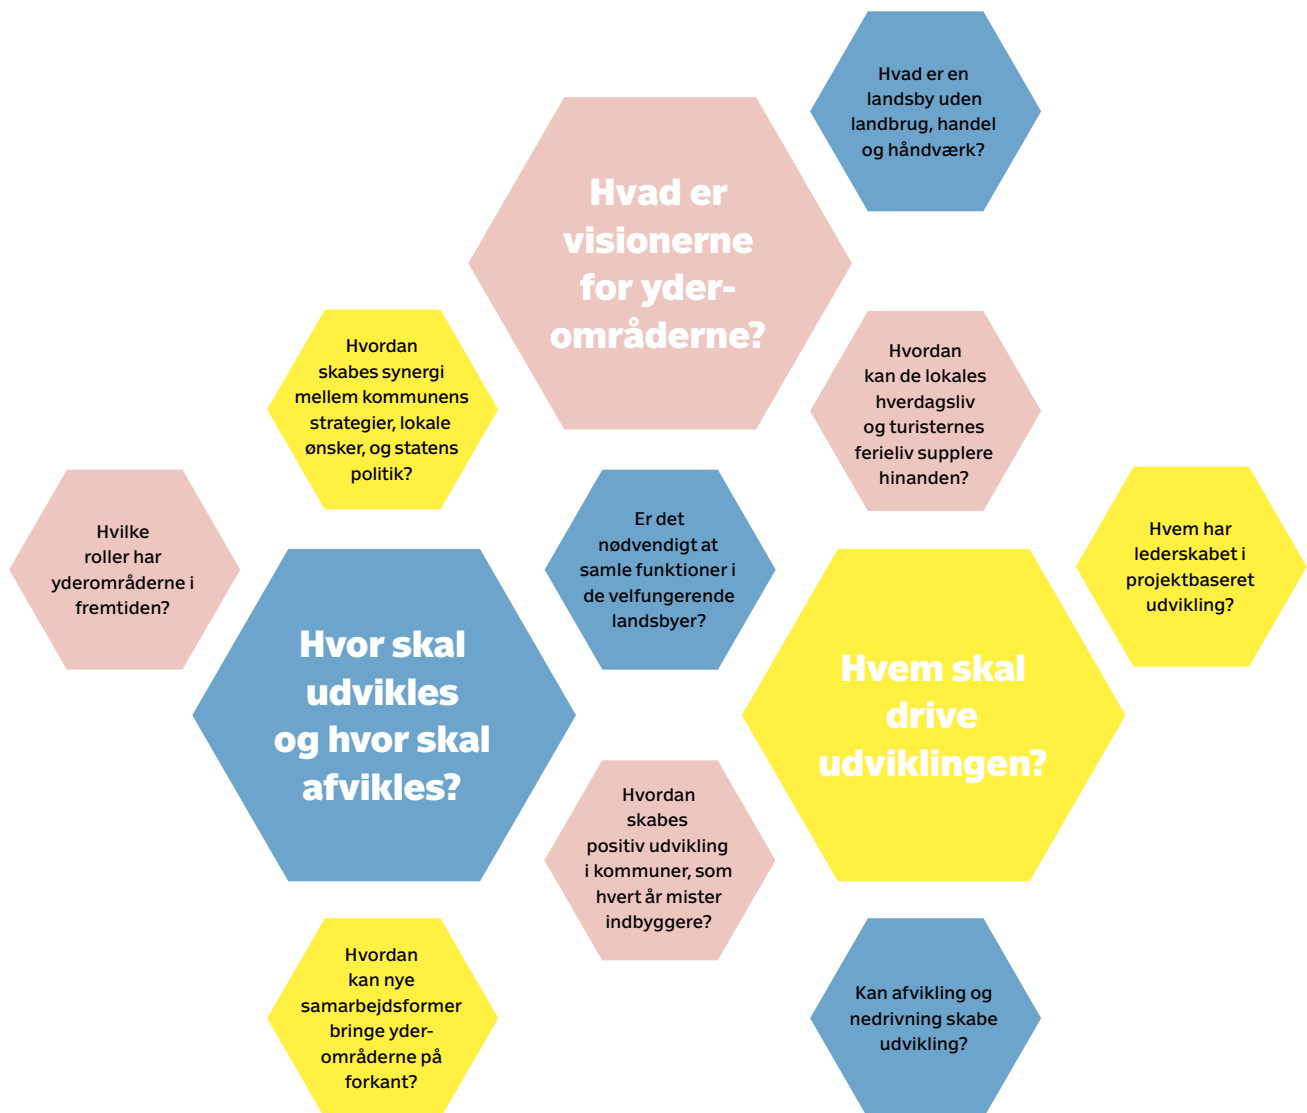 Hvad er en
landsby uden
landbrug, handel
og håndværk?
Hvad er
visionerne
for yder-
områderne?
Hvordan
skabes synergi
mellem kommunens
strategier, lokale
ønsker, og statens
politik?
Hvordan
kan de lokales
hverdagsliv
og turisternes
ferieliv supplere
hinanden?
Hvilke
roller har
yderområderne i
fremtiden?
Er det
nødvendigt at
samle funktioner i
de velfungerende
landsbyer?
Hvem har
lederskabet i
projektbaseret
udvikling?
Hvor skal
udvikles
og hvor skal
afvikles?
Hvem skal
drive
udviklingen?
Hvordan
skabes
positiv udvikling
i kommuner, som
hvert år mister
indbyggere?
Hvordan
kan nye
samarbejdsformer
bringe yder-
områderne på
forkant?
Kan afvikling og
nedrivning skabe
udvikling?